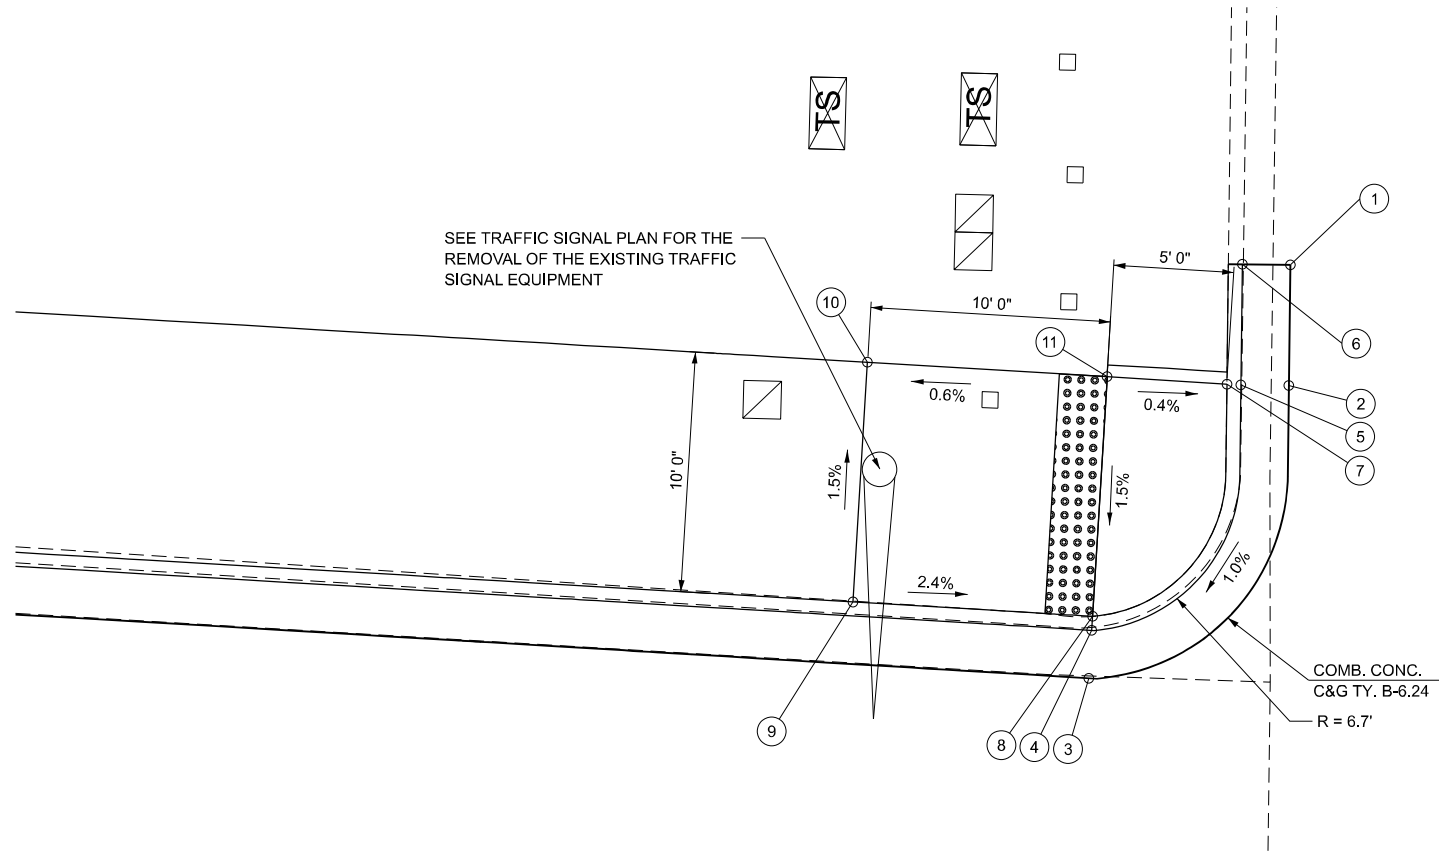 TS
TS
1
SEE TRAFFIC SIGNAL PLAN FOR THE
REMOVAL OF THE EXISTING TRAFFIC
SIGNAL EQUIPMENT
5' 0"
10
10' 0"
11
6
0.6%
0.4%
2
5
7
10' 0"
1.5%
1.5%
2.4%
1.0%
COMB. CONC.
C&G TY. B-6.24
R = 6.7'
9
8
4
3